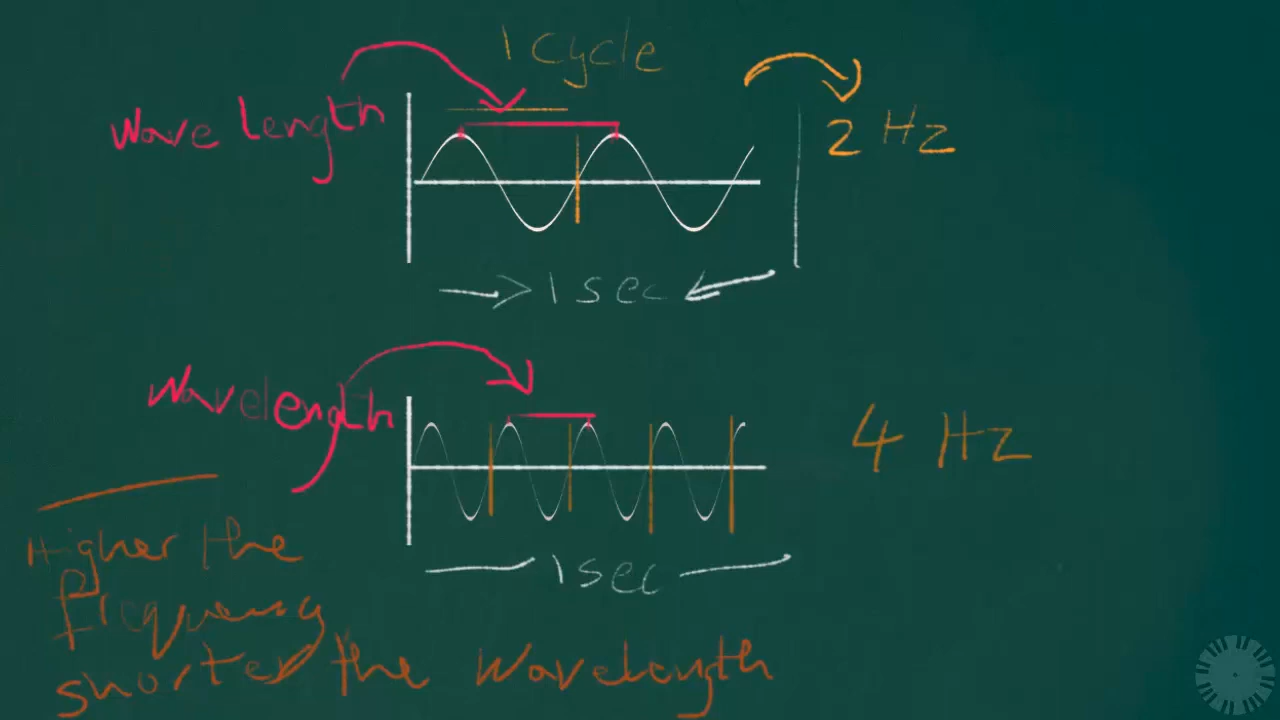 1 cycle
Wave length
2 Hz
1 sec
Wavelength
4 Hz
1 sec
Higher the
frequency
shorter the wavelength